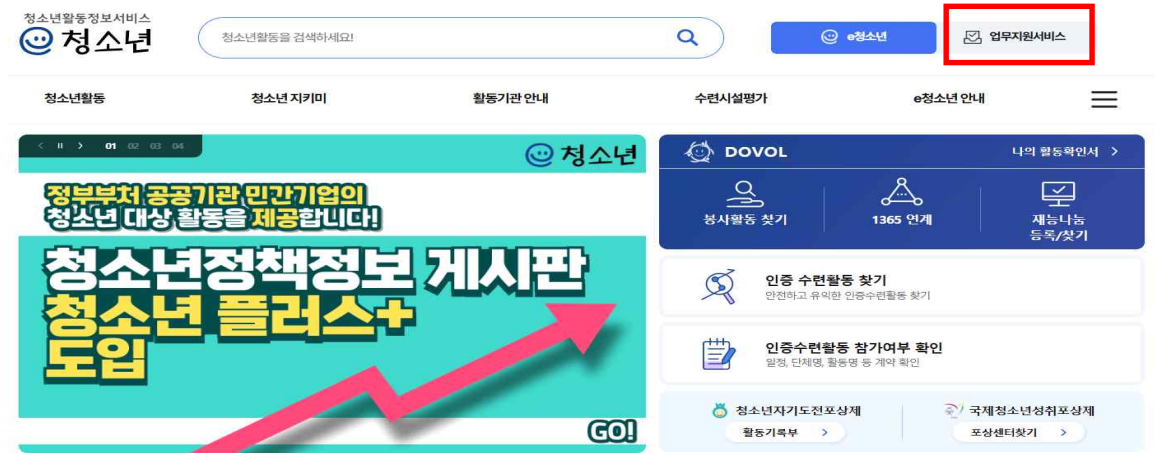 청소년활동정보서비스
청소년
청소년활동을 검색하세요!
e청소년
업무지원서비스
청소년활동
청소년 지키미
활동기관 안내
수련시설평가
e청소년 안내
01 02 03 04
청소년
정부부처 공공기관 민간기업의
청소년 대상 활동을 제공합니다!
청소년정책정보 게시판
청소년 플러스+
도입
GO!
DOVOL
나의 활동확인서 >
봉사활동 찾기
1365 연계
재능나눔
등록/찾기
인증 수련활동 찾기
안전하고 유익한 인증수련활동 찾기
인증수련활동 참가여부 확인
일정, 단체명, 활동명 등 계약 확인
청소년자기도전포상제
활동기록부 >
국제청소년성취포상제
포상센터찾기 >